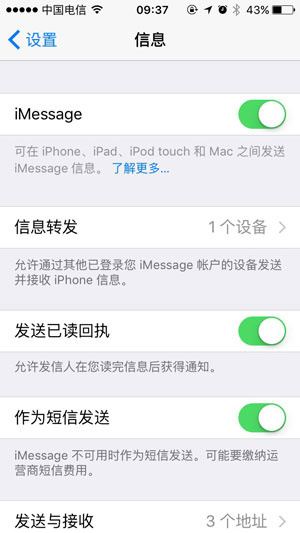 中国电信 09:37 43%
设置 信息
iMessage
可在 iPhone、iPad、iPod touch 和 Mac 之间发送
iMessage 信息。 了解更多...
信息转发 1 个设备
允许通过其他已登录您 iMessage 帐户的设备发送
并接收 iPhone 信息。
发送已读回执
允许发信人在您读完信息后获得通知。
作为短信发送
iMessage 不可用时作为短信发送。可能要缴纳运
营商短信费用。
发送与接收 3 个地址